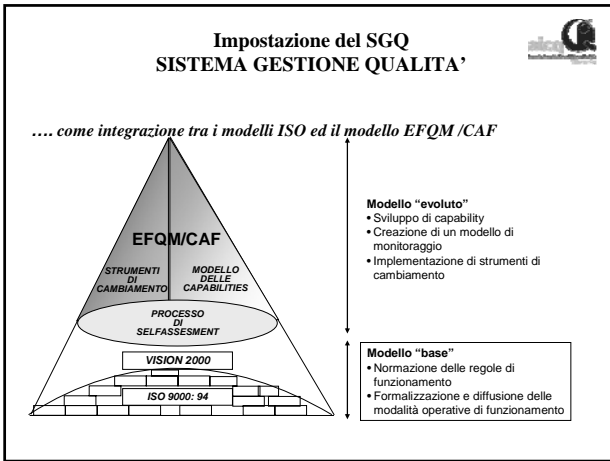 Impostazione del SGQ
SISTEMA GESTIONE QUALITA’
aicq
…. come integrazione tra i modelli ISO ed il modello EFQM /CAF
EFQM/CAF
STRUMENTI
DI
CAMBIAMENTO
MODELLO
DELLE
CAPABILITIES
PROCESSO
DI
SELFASSESMENT
VISION 2000
ISO 9000: 94
Modello “evoluto”
• Sviluppo di capability
• Creazione di un modello di
monitoraggio
• Implementazione di strumenti di
cambiamento
Modello “base”
• Normazione delle regole di
funzionamento
• Formalizzazione e diffusione delle
modalità operative di funzionamento